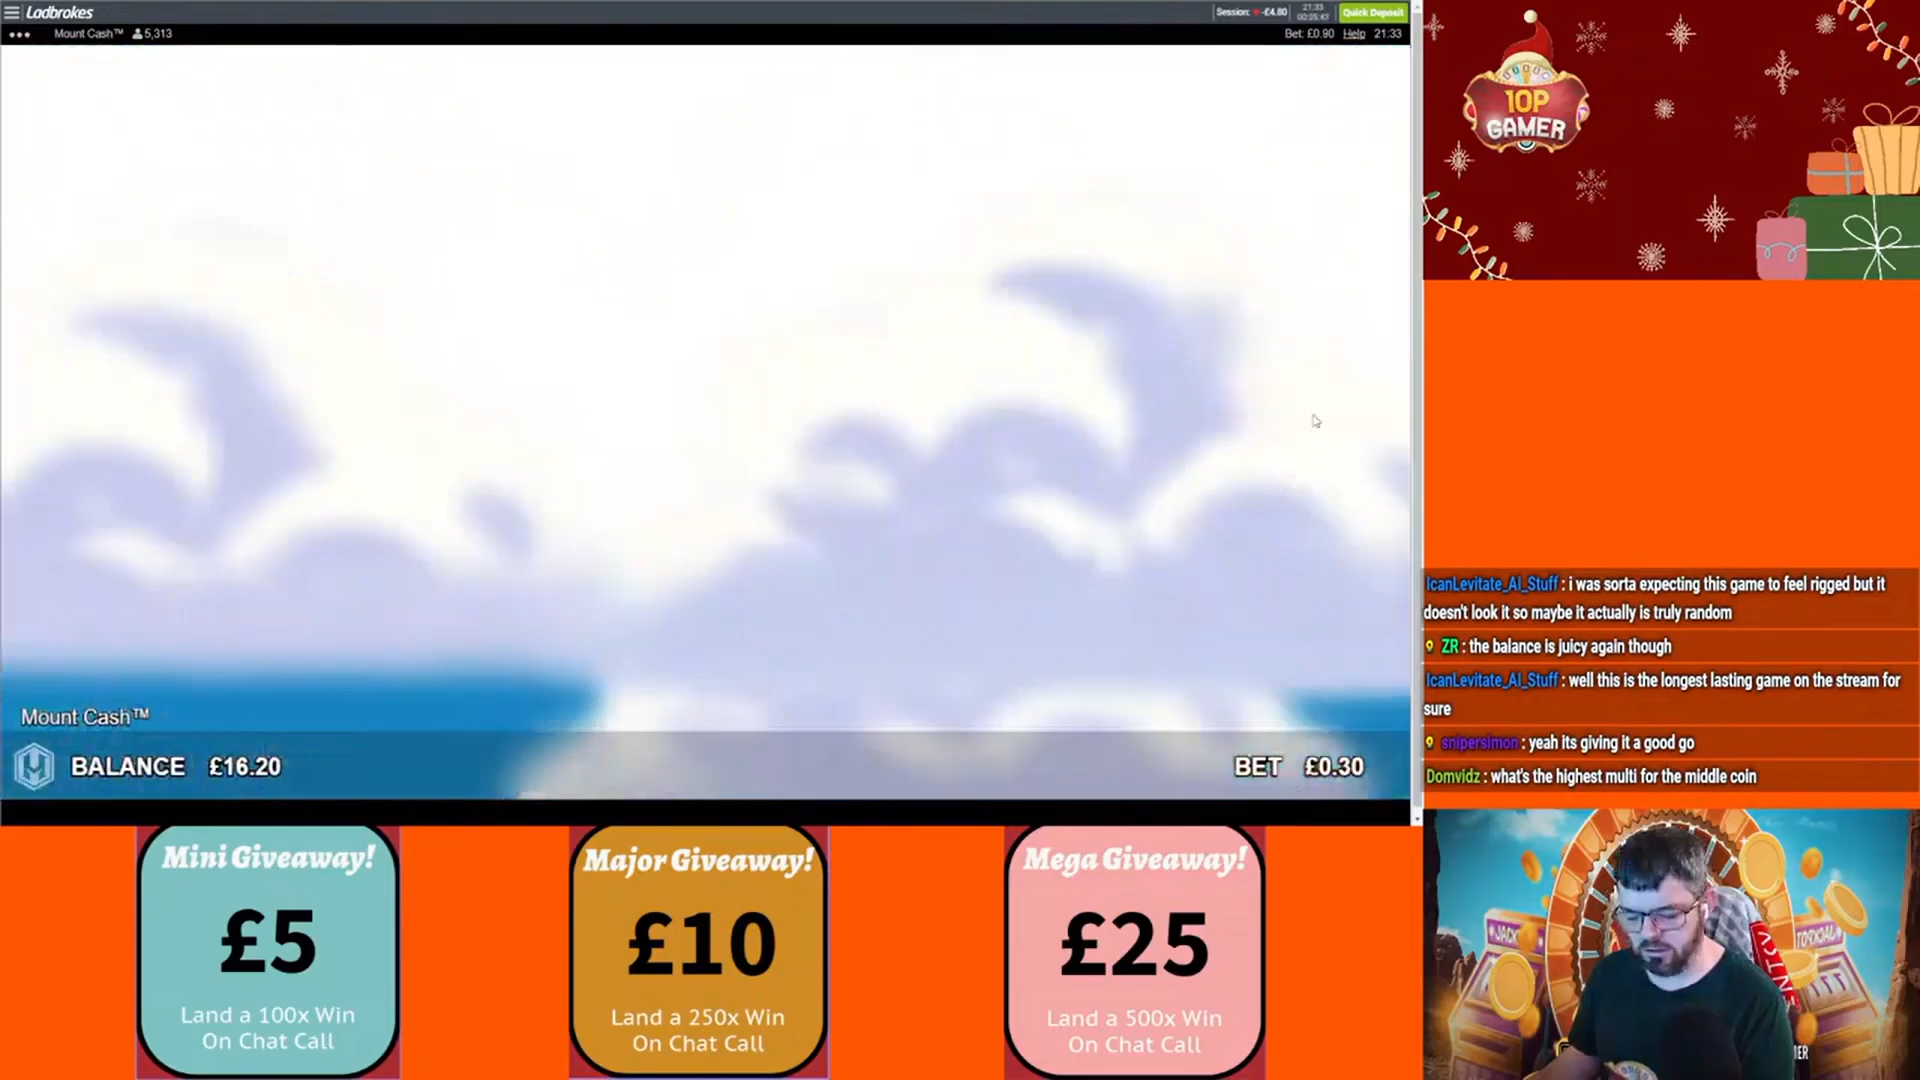 Ladbrokes
Session: -£4.80
21:33
00:05:43
Quick Deposit
Mount Cash™ 5,313
Bet: £0.90 Help 21:33
10P
GAMER
IcanLevitate_AI_Stuff : i was sorta expecting this game to feel rigged but it
doesn't look it so maybe it actually is truly random
ZR : the balance is juicy again though
IcanLevitate_AI_Stuff : well this is the longest lasting game on the stream for
sure
snipersimon : yeah its giving it a good go
Domvidz : what's the highest multi for the middle coin
Mount Cash™
BALANCE £16.20
BET £0.30
Mini Giveaway!
£5
Land a 100x Win
On Chat Call
Major Giveaway!
£10
Land a 250x Win
On Chat Call
Mega Giveaway!
£25
Land a 500x Win
On Chat Call